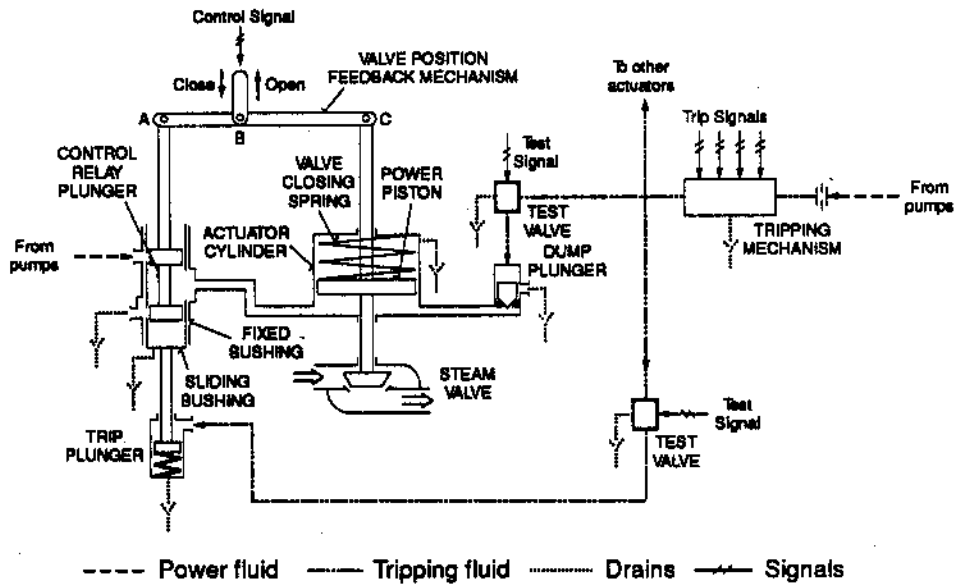 Control Signal
Close
Open
VALVE POSITION
FEEDBACK MECHANISM
A
B
C
CONTROL
RELAY
PLUNGER
VALVE
CLOSING
SPRING
POWER
PISTON
ACTUATOR
CYLINDER
From
pumps
FIXED
BUSHING
SLIDING
BUSHING
TRIP
PLUNGER
STEAM
VALVE
Test
Signal
TEST
VALVE
DUMP
PLUNGER
To other
actuators
Trip Signals
TRIPPING
MECHANISM
From
pumps
Test
Signal
TEST
VALVE
Power fluid
Tripping fluid
Drains
Signals